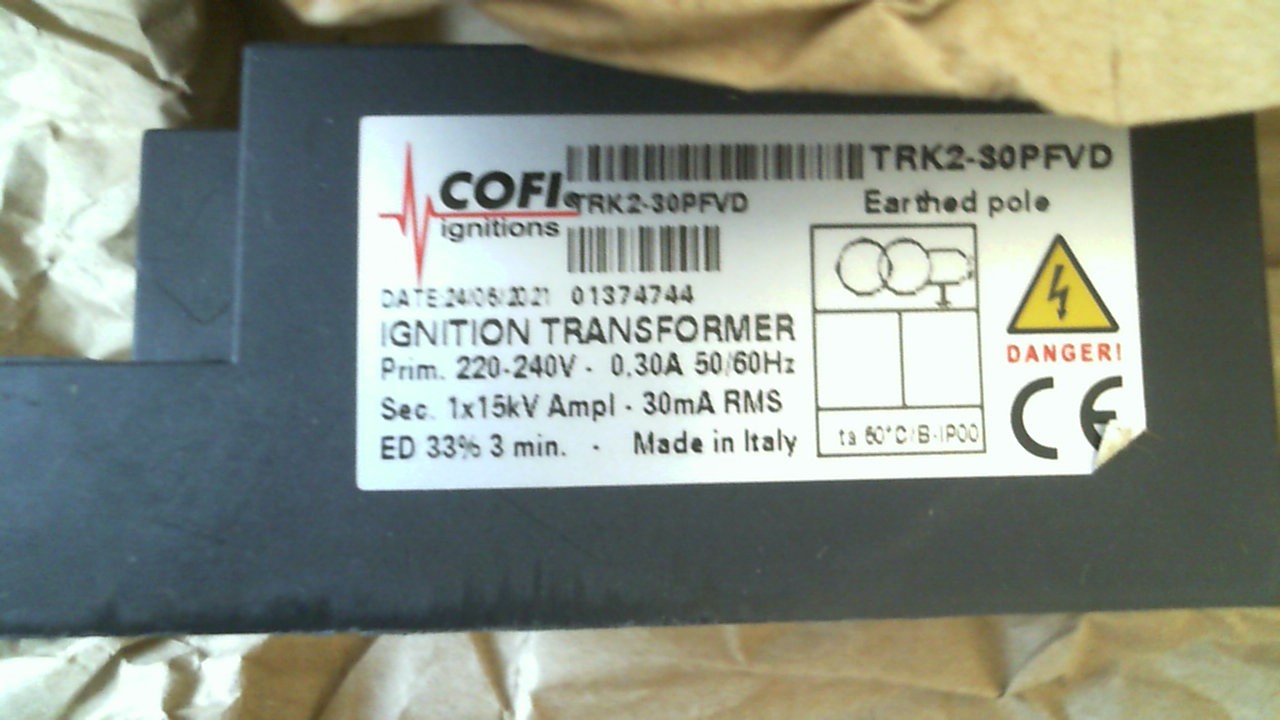 COFI
ignitions
TRK2-30PFVD
TRK2-30PFVD
Earthed pole
DATE:24/06/2021 01374744
IGNITION TRANSFORMER
Prim. 220-240V - 0.30A 50/60Hz
Sec. 1x15kV Ampl - 30mA RMS
ED 33% 3 min. - Made in Italy
ta 60°C/B-IP00
DANGER!
CE